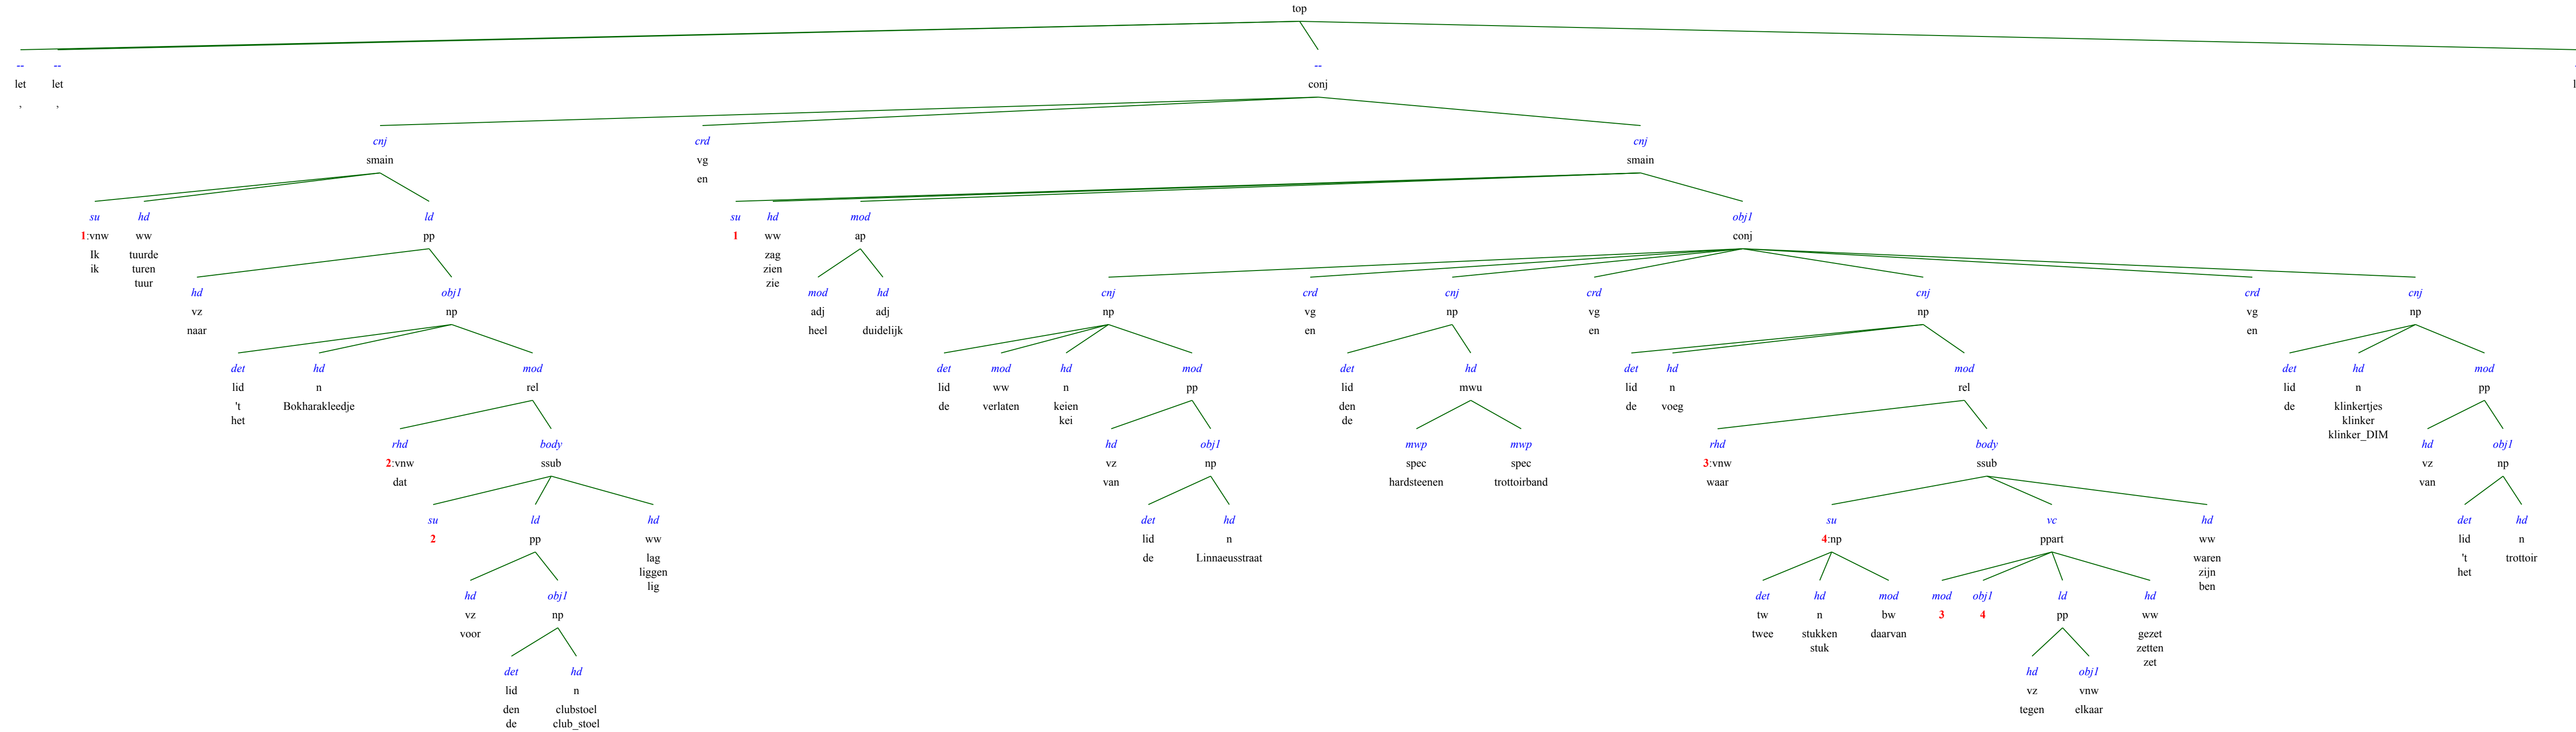 top
-- -- --
let let conj l
, ,
cnj crd cnj
smain vg smain
en
su hd ld su hd mod obj1
1:vnw ww pp 1 ww ap conj
Ik tuurde zag
ik turen zien
tuur zie
hd obj1 mod hd cnj crd cnj crd cnj crd cnj
vz np adj adj np vg np vg np vg np
naar heel duidelijk en en en
det hd mod det mod hd mod det hd det hd mod det hd mod
lid n rel lid ww n pp lid mwu lid n rel lid n pp
't Bokharakleedje de verlaten keien den de voeg de klinkertjes
het kei de klinker
klinker_DIM
rhd body hd obj1 mwp mwp rhd body hd obj1
2:vnw ssub vz np spec spec 3:vnw ssub vz np
dat van hardsteenen trottoirband waar van
su ld hd det hd su vc hd det hd
2 pp ww lid n 4:np ppart ww lid n
lag de Linnaeusstraat waren 't trottoir
liggen zijn het
lig ben
hd obj1 det hd mod mod obj1 ld hd
vz np tw n bw 3 4 pp ww
voor twee stukken daarvan gezet
stuk zetten
zet
det hd hd obj1
lid n vz vnw
den clubstoel tegen elkaar
de club_stoel